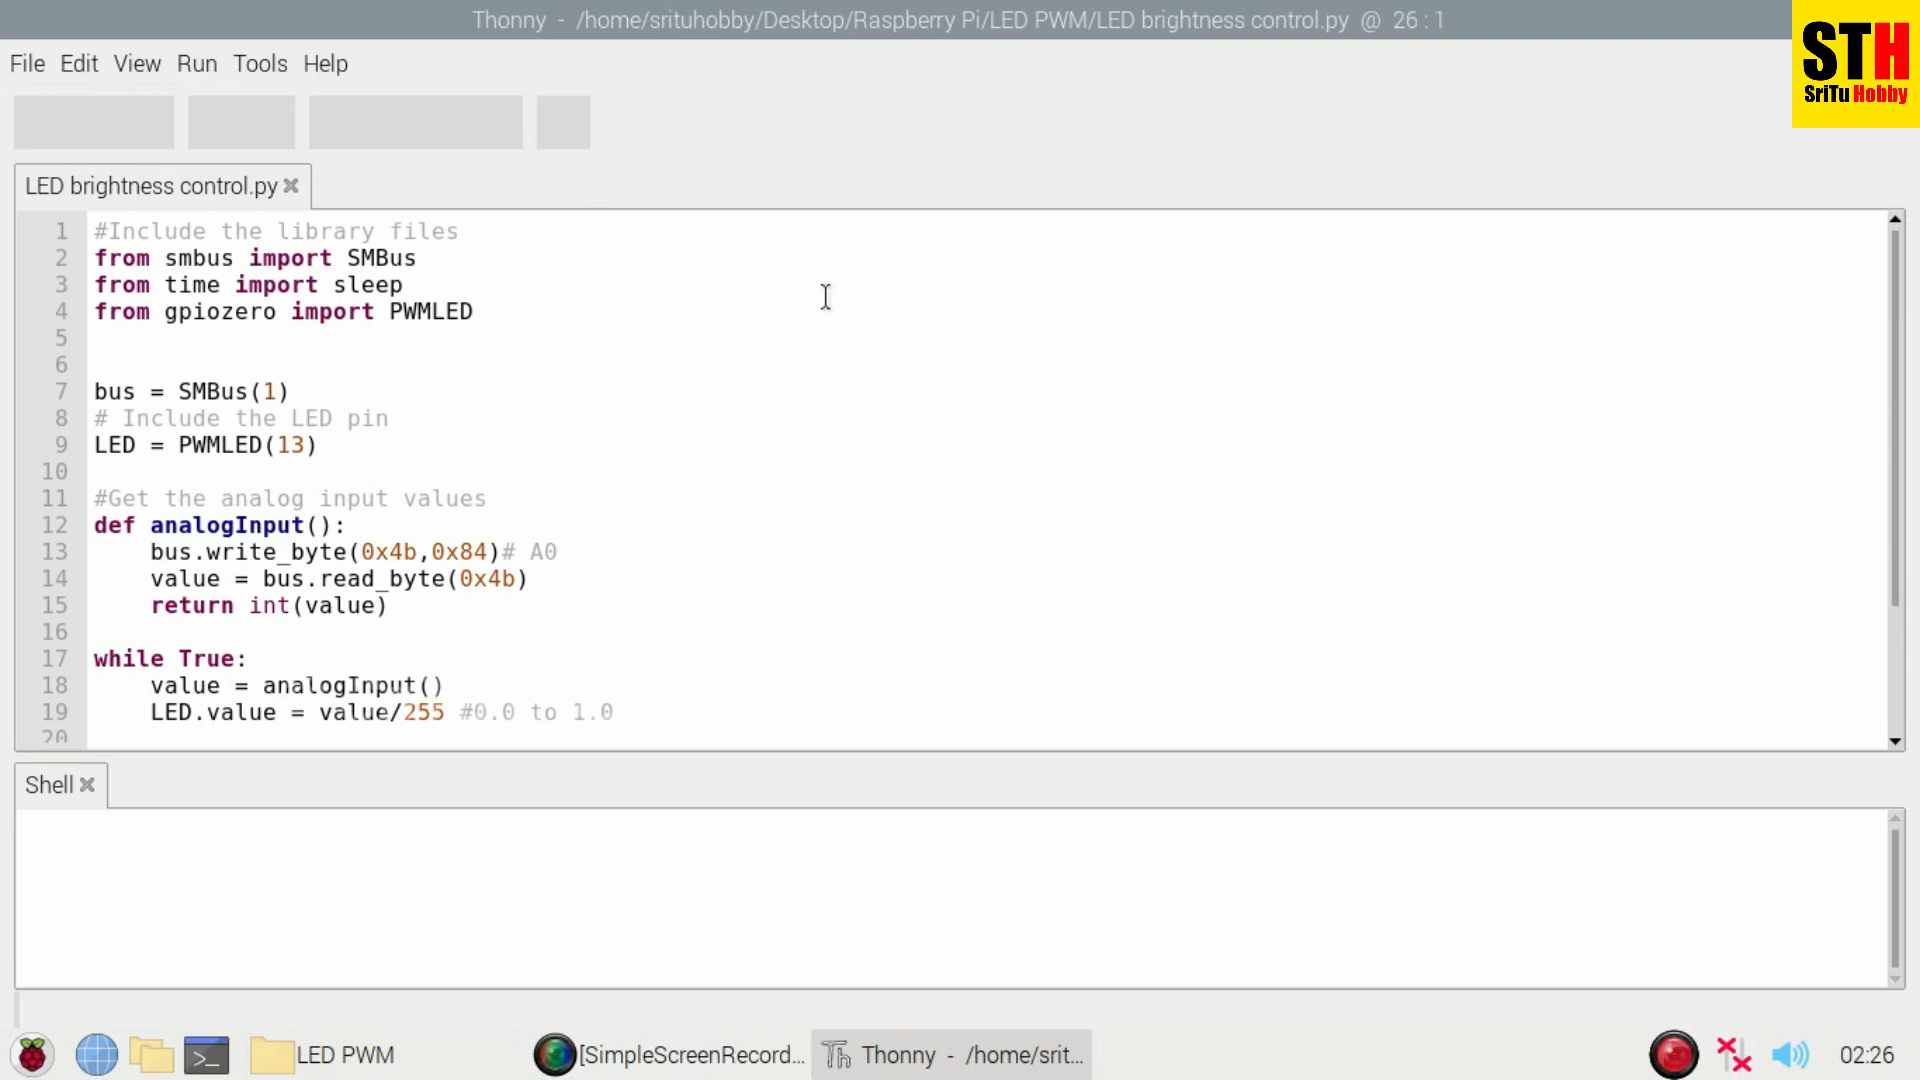 Thonny - /home/srituhobby/Desktop/Raspberry Pi/LED PWM/LED brightness control.py @ 26 : 1
STH
SriTu Hobby
File Edit View Run Tools Help
LED brightness control.py
1 #Include the library files
2 from smbus import SMBus
3 from time import sleep
4 from gpiozero import PWMLED
5
6
7 bus = SMBus(1)
8 # Include the LED pin
9 LED = PWMLED(13)
10
11 #Get the analog input values
12 def analogInput():
13     bus.write_byte(0x4b,0x84)# A0
14     value = bus.read_byte(0x4b)
15     return int(value)
16
17 while True:
18     value = analogInput()
19     LED.value = value/255 #0.0 to 1.0
20
Shell
LED PWM
[SimpleScreenRecord...
Thonny - /home/srit...
02:26